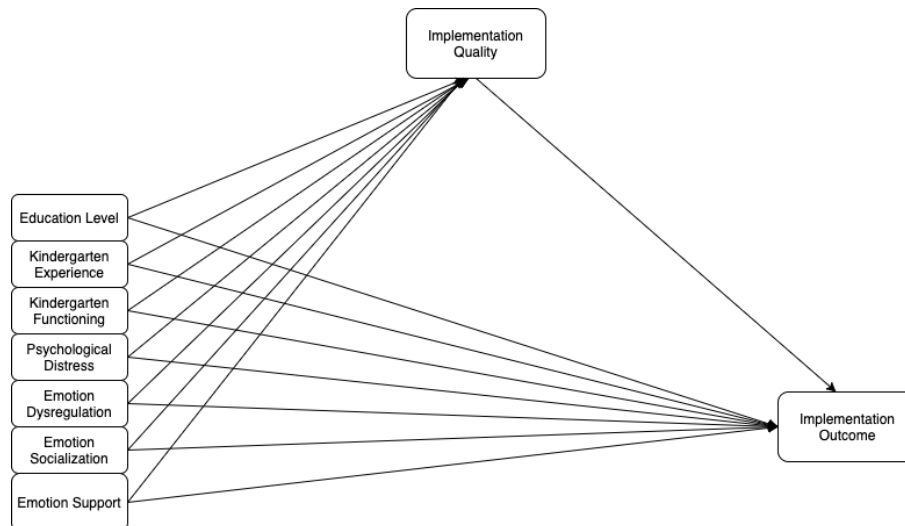 Implementation
Quality
Education Level
Kindergarten
Experience
Kindergarten
Functioning
Psychological
Distress
Emotion
Dysregulation
Emotion
Socialization
Emotion Support
Implementation
Outcome